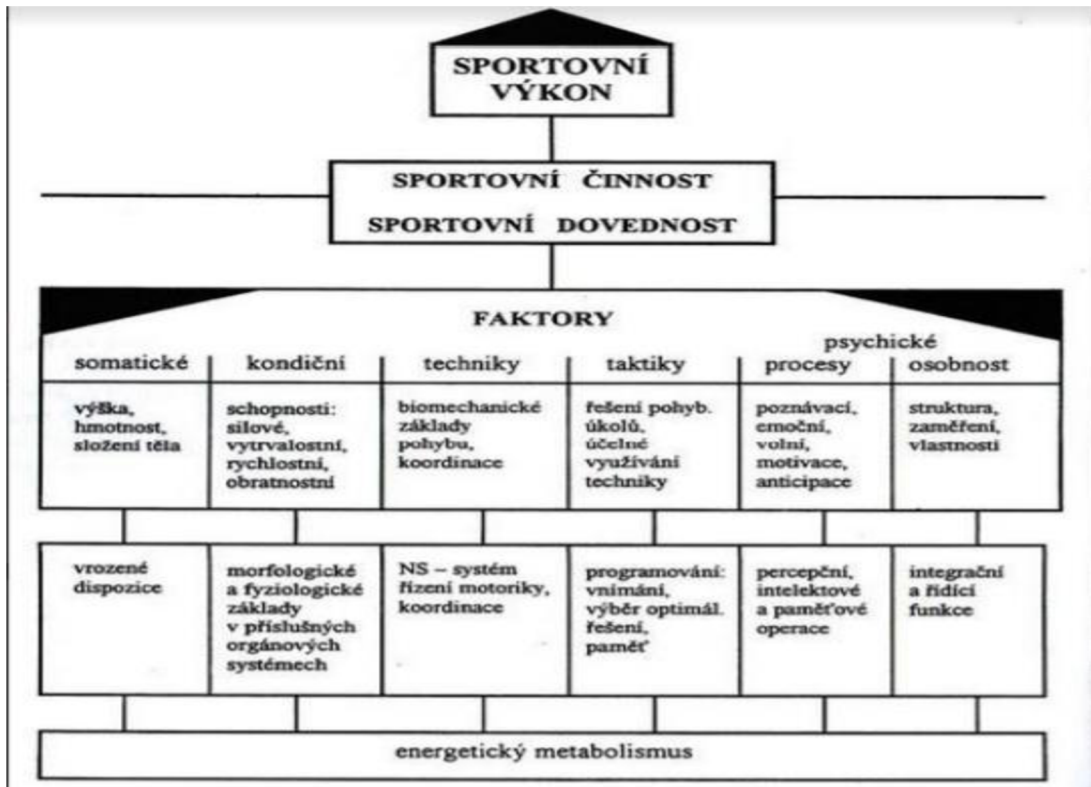 SPORTOVNÍ
VÝKON
SPORTOVNÍ ČINNOST
SPORTOVNÍ DOVEDNOST
FAKTORY
psychické
somatické
kondiční
techniky
taktiky
procesy
osobnost
výška,
hmotnost,
složení těla
schopnosti:
silové,
vytrvalostní,
rychlostní,
obratnostní
biomechanické
základy
pohybu,
koordinace
řešení pohyb.
úkolů,
účelné
využívání
techniky
poznávací,
emoční,
volní,
motivace,
anticipace
struktura,
zaměření,
vlastnosti
vrozené
dispozice
morfologické
a fyziologické
základy
v příslušných
orgánových
systémech
NS – systém
řízení motoriky,
koordinace
programování:
vnímání,
výběr optimál.
řešení,
paměť
percepční,
intelektové
a paměťové
operace
integrační
a řídící
funkce
energetický metabolismus